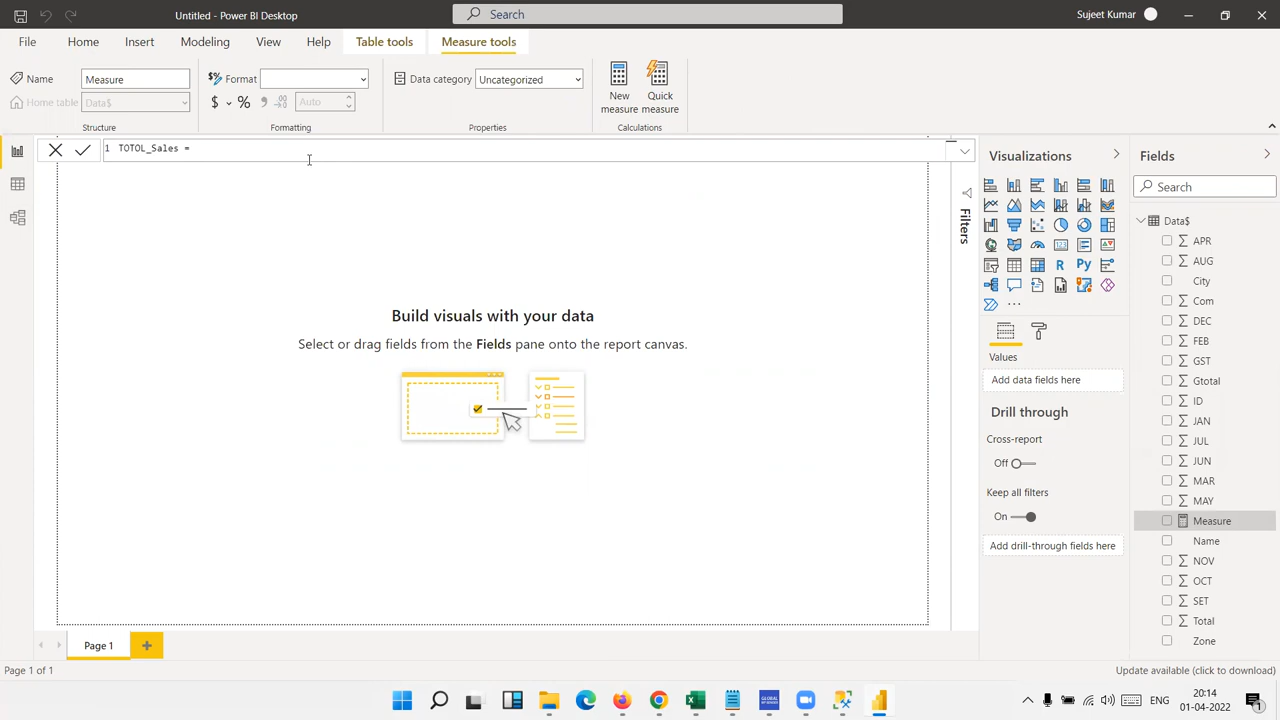 Untitled - Power BI Desktop
Search
Sujeet Kumar
File
Home
Insert
Modeling
View
Help
Table tools
Measure tools
Name
Measure
Home table
Data$
Structure
Format
$
%
Auto
Formatting
Data category
Uncategorized
Properties
New
measure
Quick
measure
Calculations
1 TOTOL_Sales =
Build visuals with your data
Select or drag fields from the Fields pane onto the report canvas.
Filters
Visualizations
R
Py
123
Values
Add data fields here
Drill through
Cross-report
Off
Keep all filters
On
Add drill-through fields here
Fields
Search
Data$
APR
AUG
City
Com
DEC
FEB
GST
Gtotal
ID
JAN
JUL
JUN
MAR
MAY
Measure
Name
NOV
OCT
SET
Total
Zone
Page 1
Page 1 of 1
Update available (click to download)
GLOBAL
ENG
20:14
01-04-2022